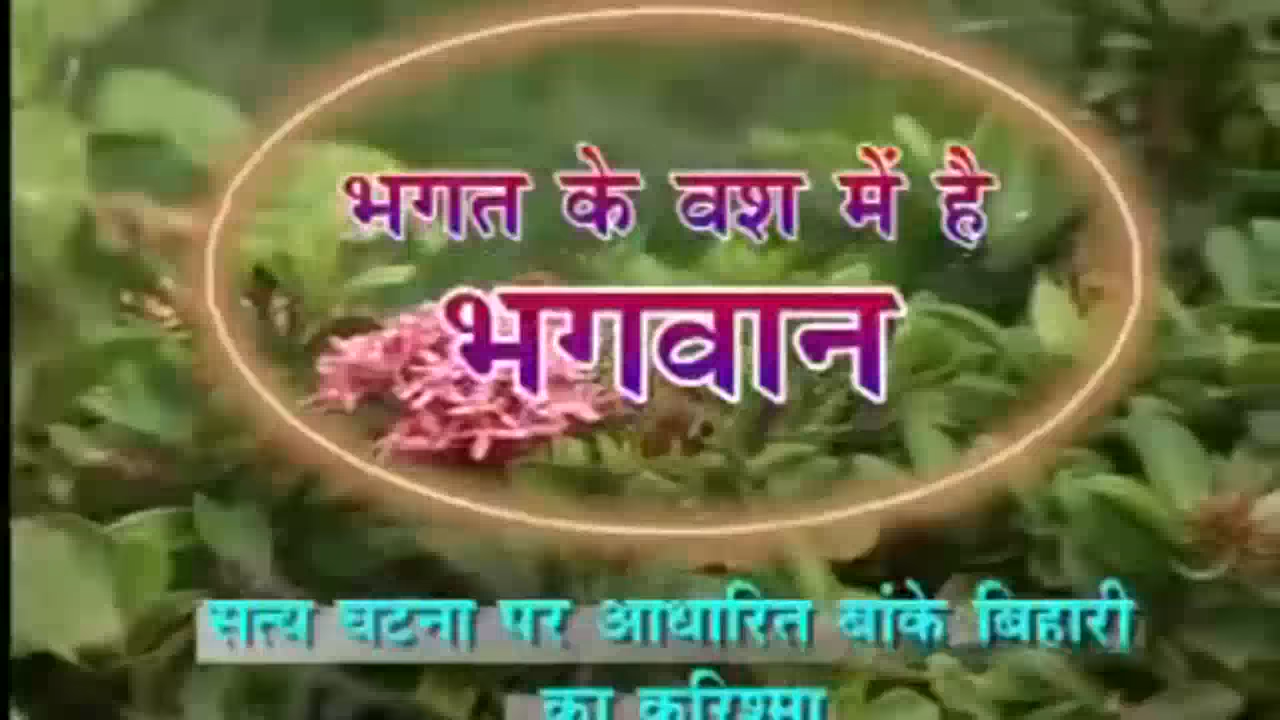 भगत के वश में है
भगवान
सत्य घटना पर आधारित बांके बिहारी
का करिश्मा